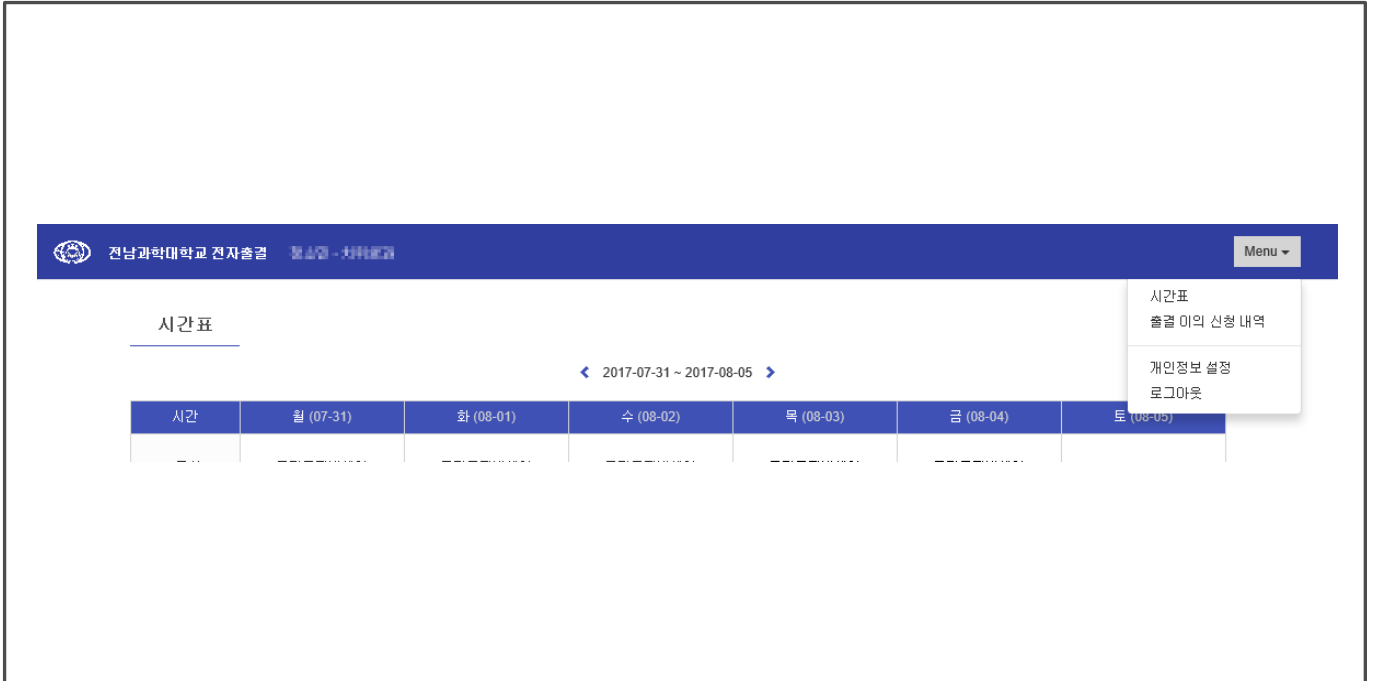 전남과학대학교 전자출결
Menu
시간표
출결 이의 신청 내역
개인정보 설정
로그아웃
시간표
2017-07-31 ~ 2017-08-05
시간 월 (07-31) 화 (08-01) 수 (08-02) 목 (08-03) 금 (08-04) 토 (08-05)